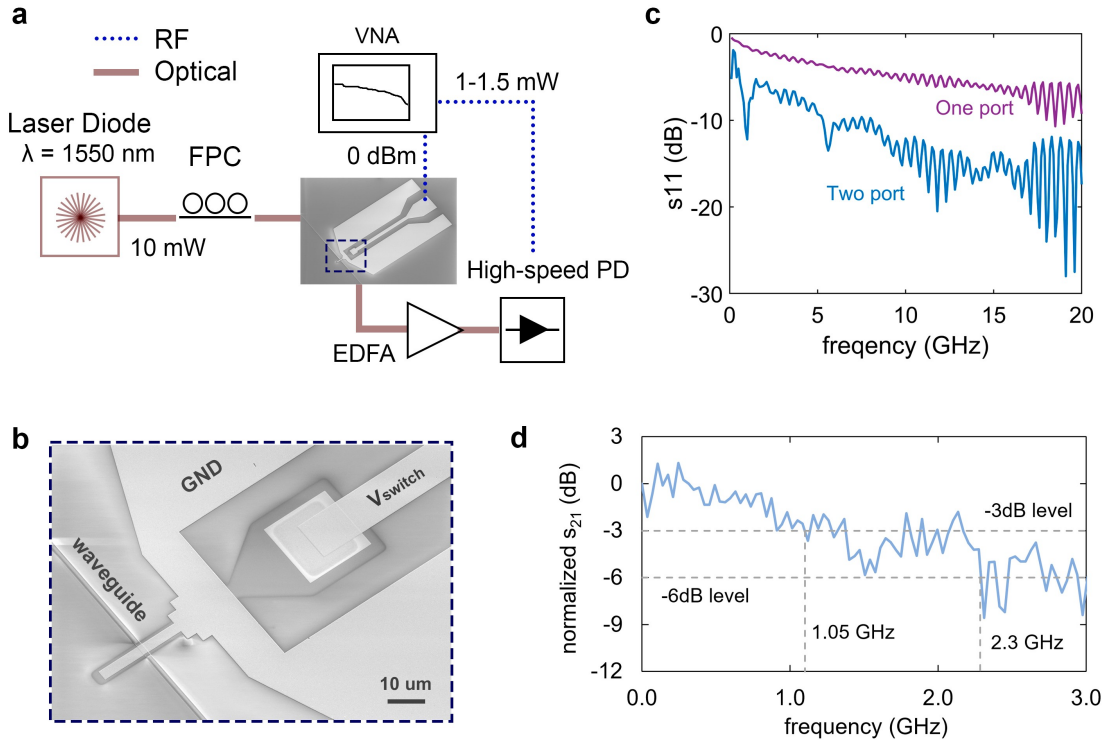 a
RF
Optical
VNA
1-1.5 mW
Laser Diode
λ = 1550 nm
FPC
0 dBm
10 mW
High-speed PD
EDFA
b
GND
Vswitch
waveguide
10 um
c
0
-10
-20
-30
s11 (dB)
One port
Two port
0
5
10
15
20
freqency (GHz)
d
3
0
-3
-6
-9
-12
normalized s21 (dB)
-3dB level
-6dB level
1.05 GHz
2.3 GHz
0.0
1.0
2.0
3.0
frequency (GHz)